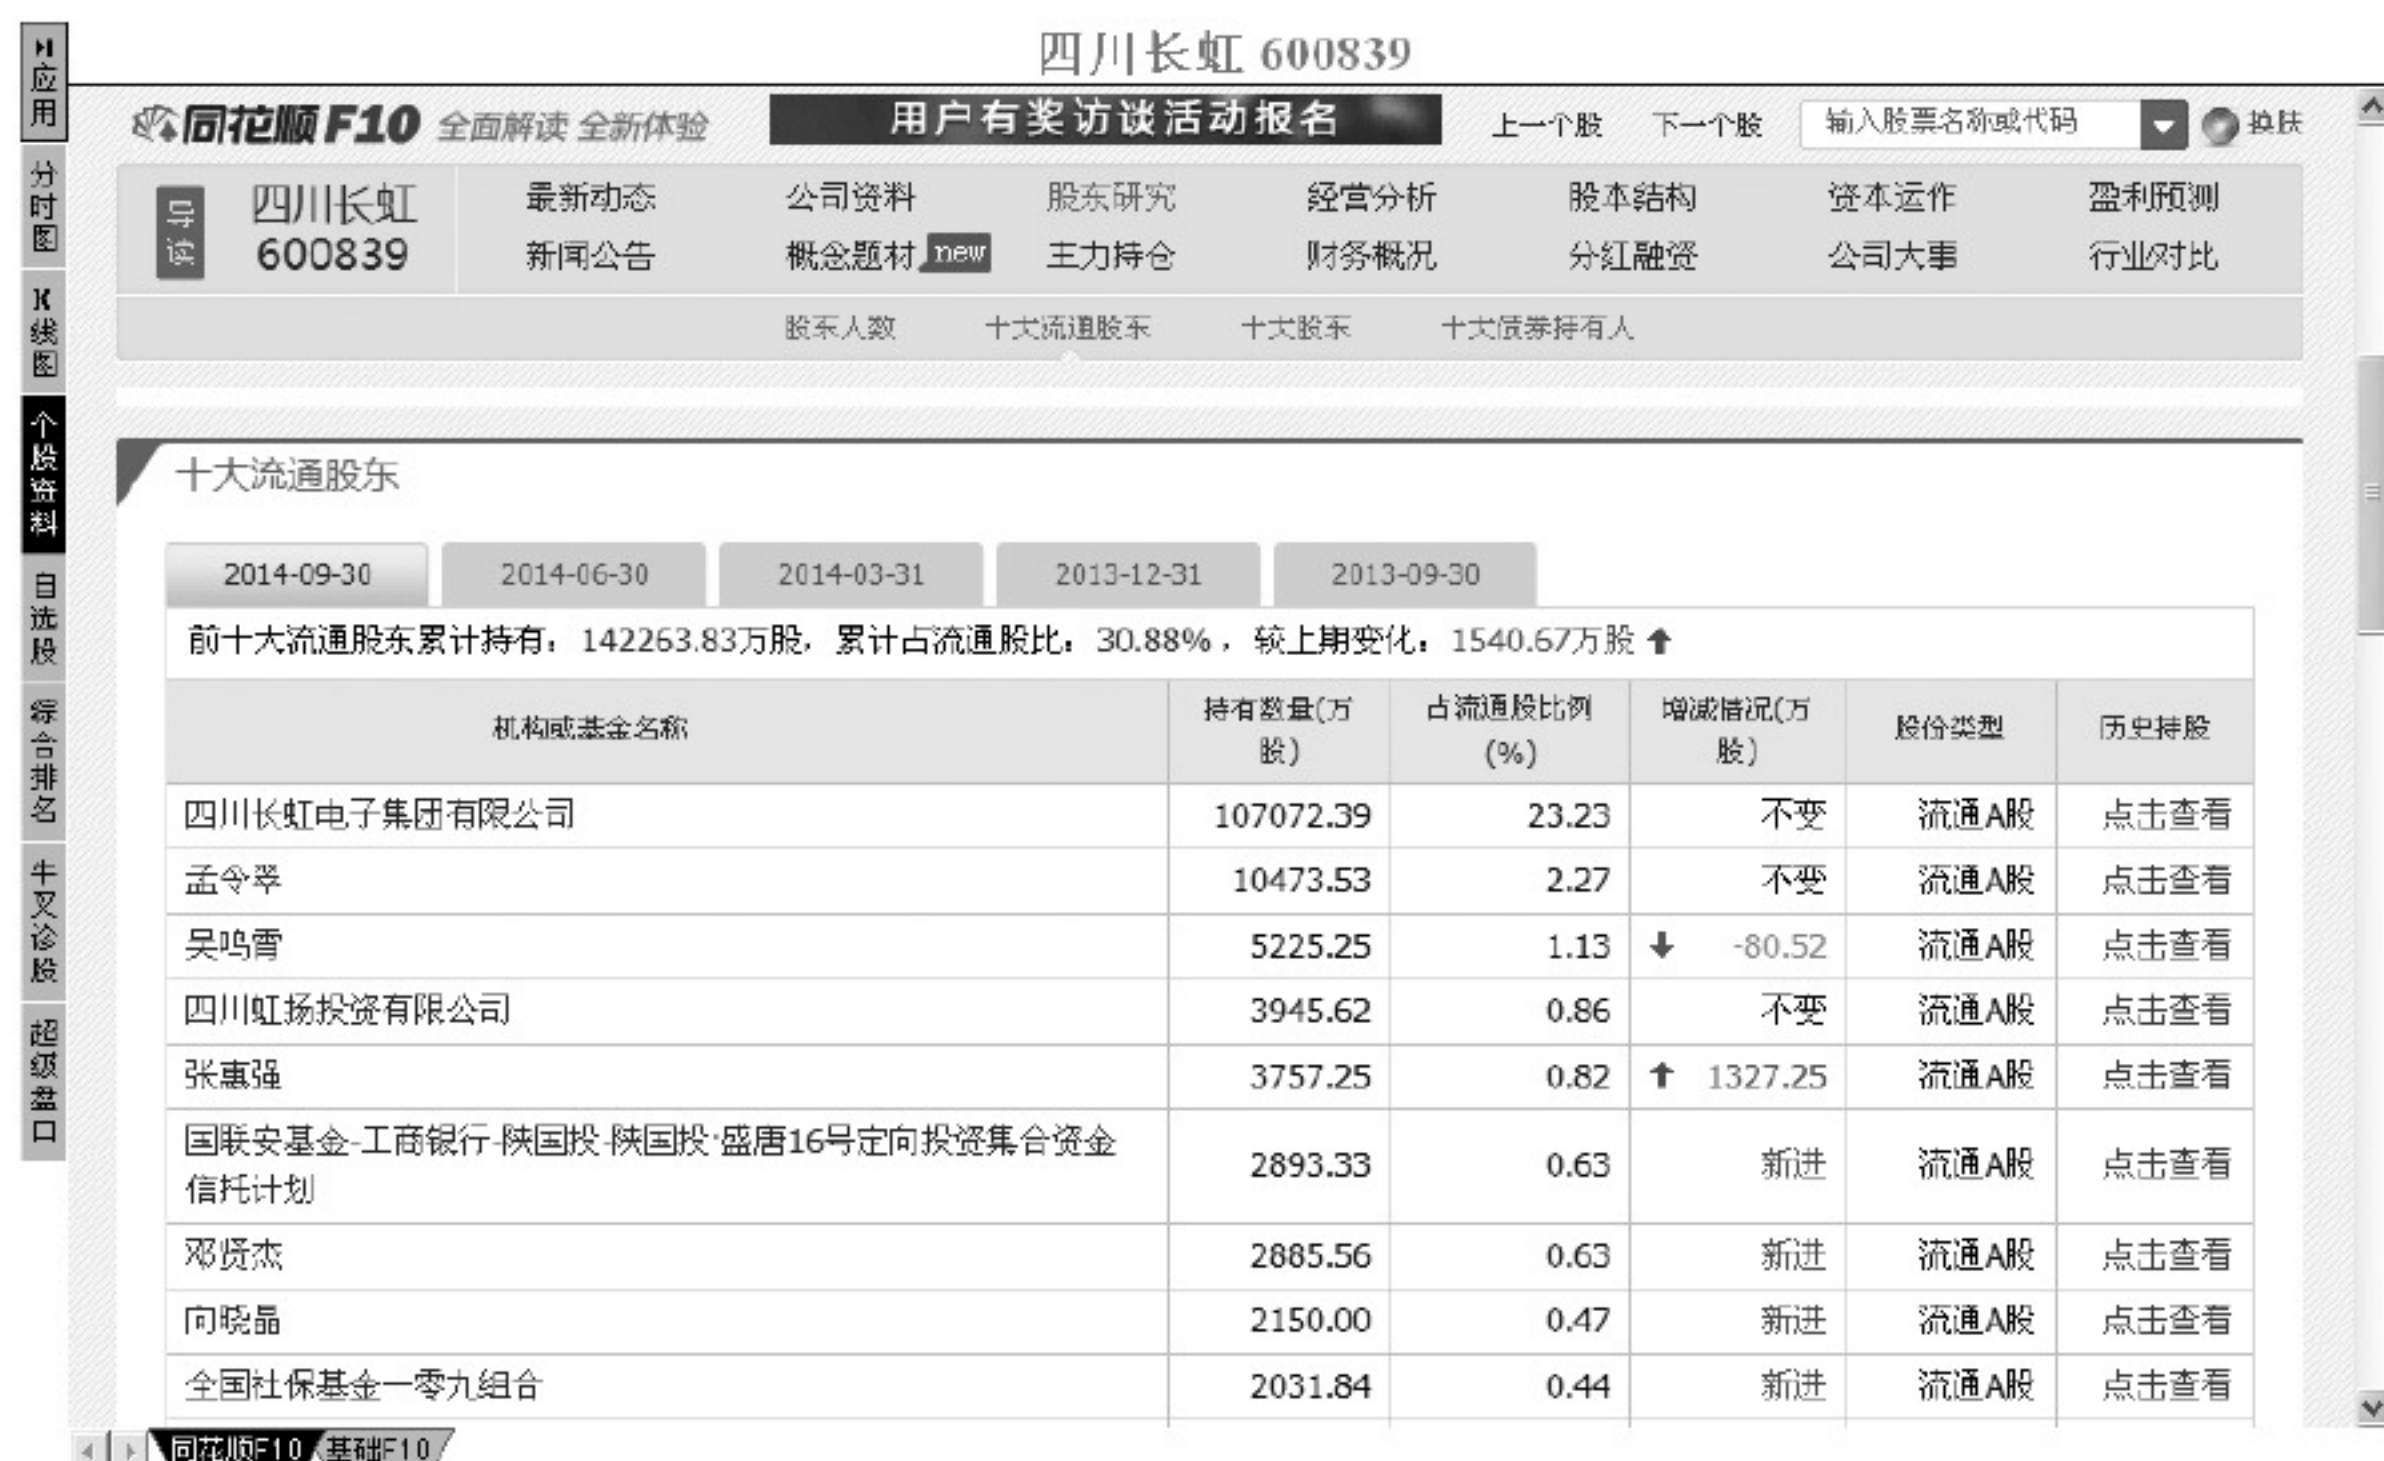 四川长虹 600839
应用
分时图
K线图
个股资料
自选股
综合排名
牛叉诊股
超级盘口
同花顺F10 全面解读 全新体验
用户有奖访谈活动报名
上一个股 下一个股 输入股票名称或代码 换肤
四川长虹 最新动态 公司资料 股东研究 经营分析 股本结构 资本运作 盈利预测
600839 新闻公告 概念题材 new 主力持仓 财务概况 分红融资 公司大事 行业对比
股东人数 十大流通股东 十大股东 十大债券持有人
十大流通股东
2014-09-30 2014-06-30 2014-03-31 2013-12-31 2013-09-30
前十大流通股东累计持有：142263.83万股，累计占流通股比：30.88%，较上期变化：1540.67万股
机构或基金名称 持有数量(万股) 占流通股比例(%) 增减情况(万股) 股份类型 历史持股
四川长虹电子集团有限公司 107072.39 23.23 不变 流通A股 点击查看
孟令翠 10473.53 2.27 不变 流通A股 点击查看
吴鸣霄 5225.25 1.13 -80.52 流通A股 点击查看
四川虹扬投资有限公司 3945.62 0.86 不变 流通A股 点击查看
张惠强 3757.25 0.82 1327.25 流通A股 点击查看
国联安基金-工商银行-陕国投-陕国投·盛唐16号定向投资集合资金
信托计划 2893.33 0.63 新进 流通A股 点击查看
邓贤杰 2885.56 0.63 新进 流通A股 点击查看
向晓晶 2150.00 0.47 新进 流通A股 点击查看
全国社保基金一零九组合 2031.84 0.44 新进 流通A股 点击查看
同花顺F10 基础F10